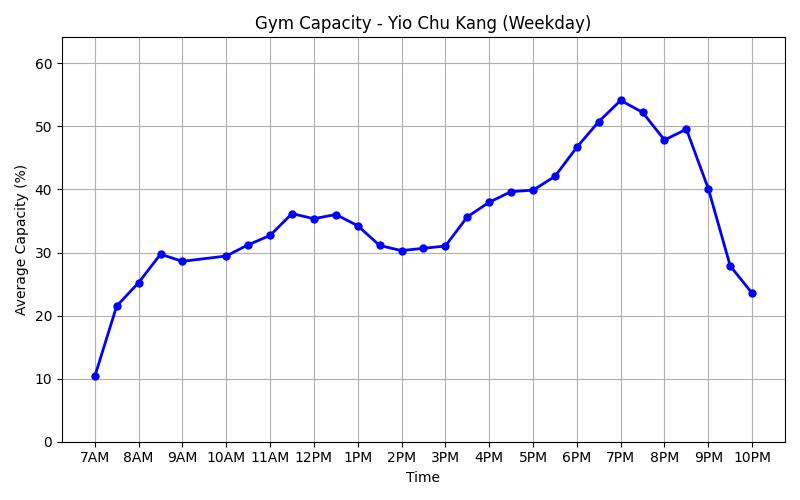 Gym Capacity - Yio Chu Kang (Weekday)
Average Capacity (%)
60
50
40
30
20
10
0
7AM 8AM 9AM 10AM 11AM 12PM 1PM 2PM 3PM 4PM 5PM 6PM 7PM 8PM 9PM 10PM
Time